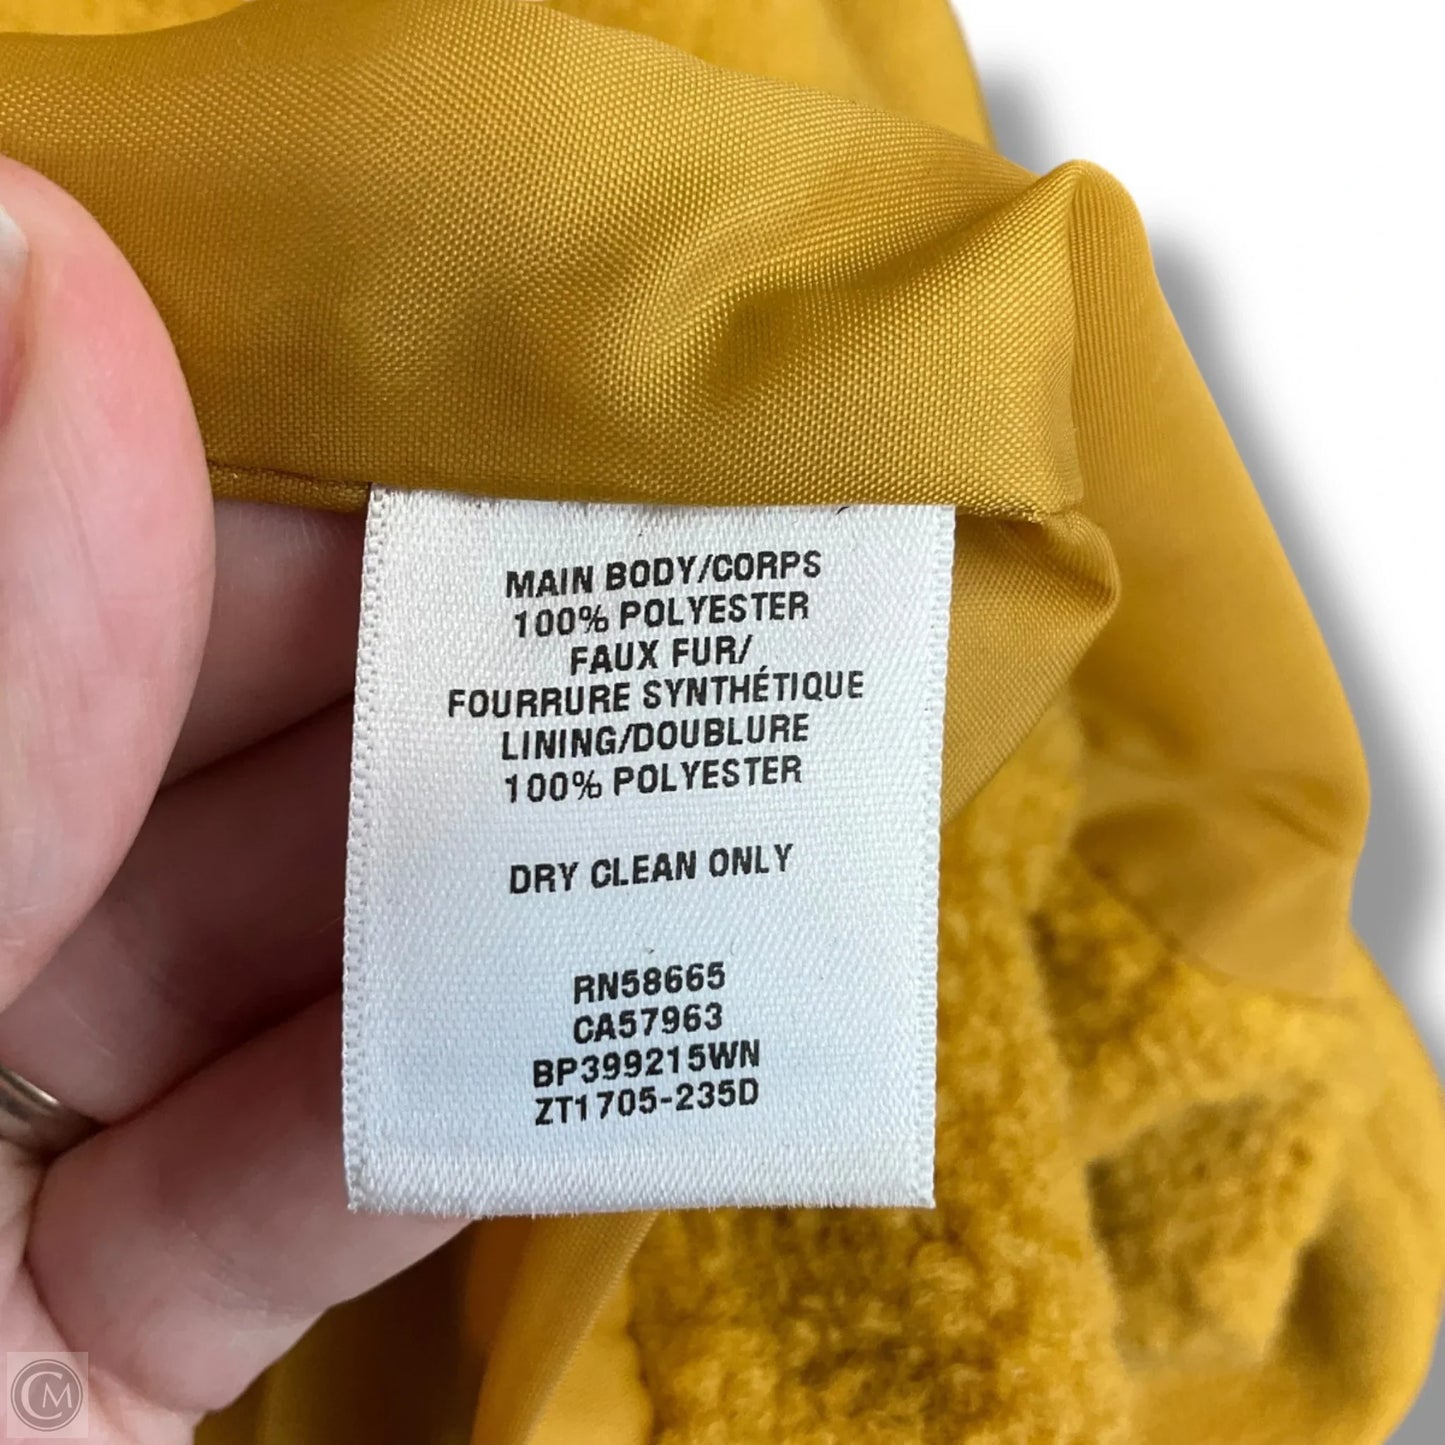 MAIN BODY/CORPS
100% POLYESTER
FAUX FUR/
FOURRURE SYNTHÉTIQUE
LINING/DOUBLURE
100% POLYESTER
DRY CLEAN ONLY
RN58665
CA57963
BP399215WN
ZT1705-235D
CM